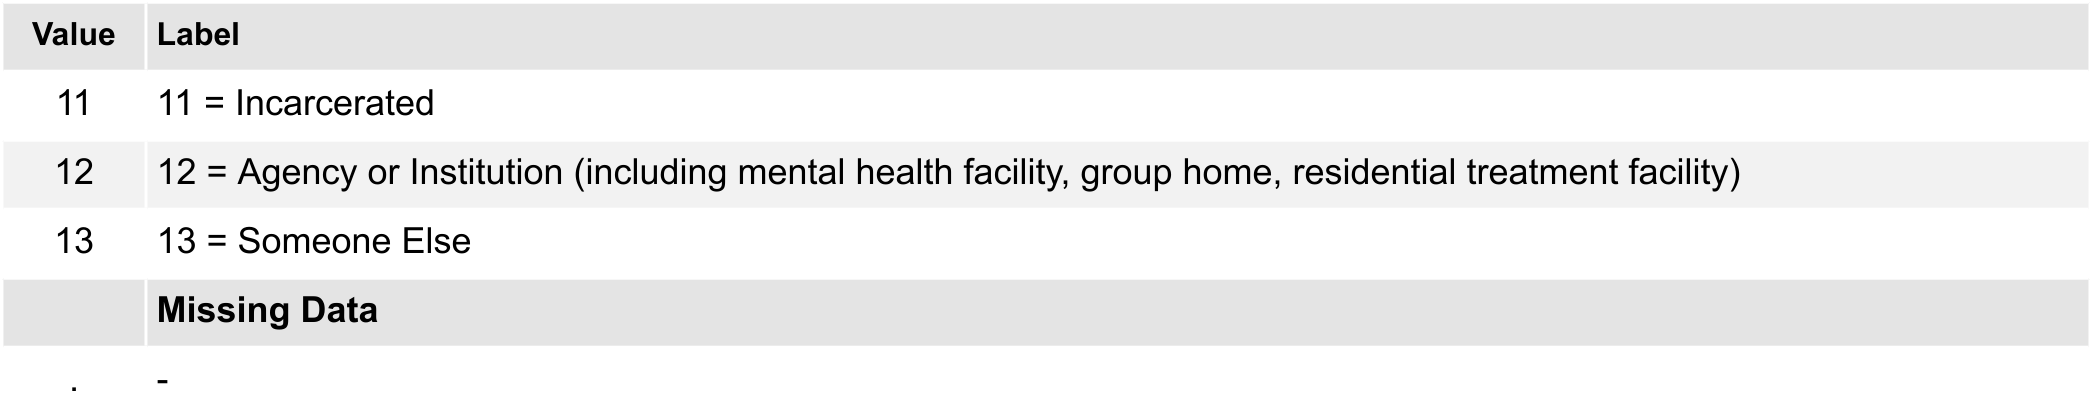 Value Label
11 11 = Incarcerated
12 12 = Agency or Institution (including mental health facility, group home, residential treatment facility)
13 13 = Someone Else
Missing Data
. -